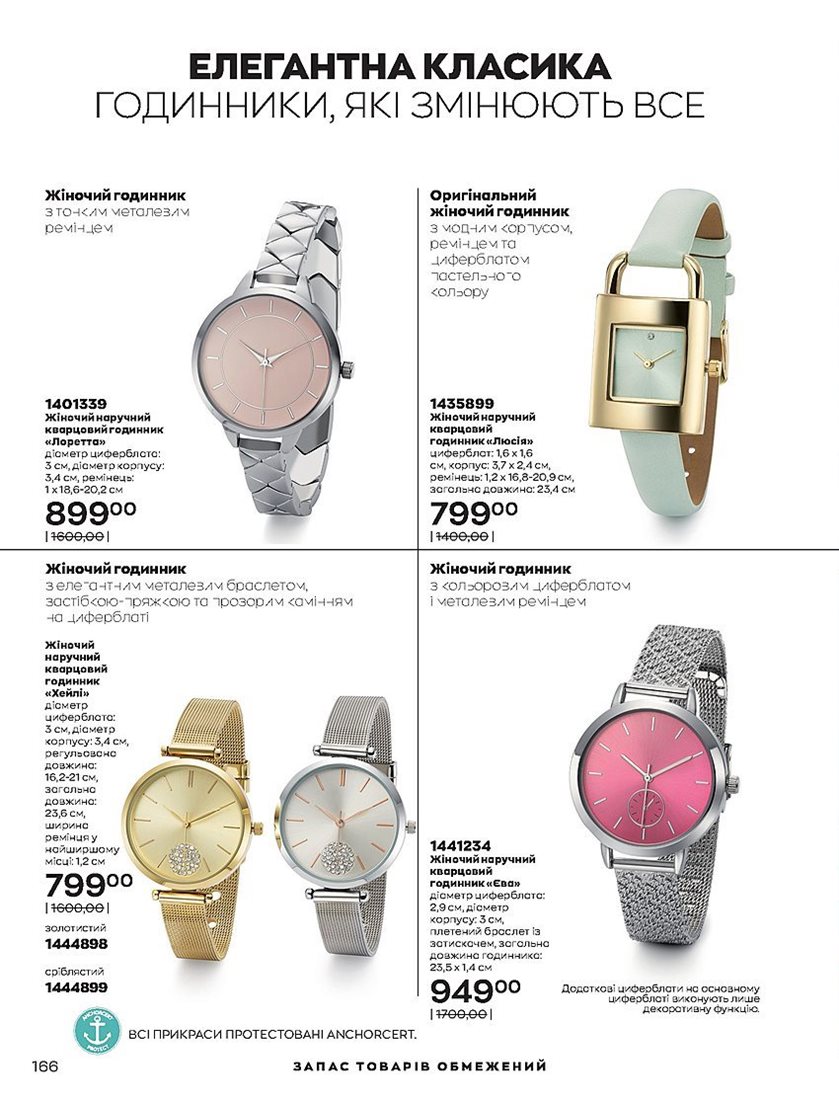 ЕЛЕГАНТНА КЛАСИКА
ГОДИННИКИ, ЯКІ ЗМІНЮЮТЬ ВСЕ
Жіночий годинник
з тонким металевим
ремінцем
1401339
Жіночий наручний
кварцовий годинник
«Лоретта»
діаметр циферблата:
3 см, діаметр корпусу:
3,4 см, ремінець:
1 x 18,6-20,2 см
899⁰⁰
| 1600,00 |
Оригінальний
жіночий годинник
з модним корпусом,
ремінцем та
циферблатом
пастельного
кольору
1435899
Жіночий наручний
кварцовий
годинник «Люсія»
циферблат: 1,6 x 1,6
см, корпус: 3,7 x 2,4 см,
ремінець: 1,2 x 16,8-20,9 см,
загальна довжина: 23,4 см
799⁰⁰
| 1400,00 |
Жіночий годинник
з елегантним металевим браслетом,
застібкою-пряжкою та прозорим камінням
на циферблаті
Жіночий
наручний
кварцовий
годинник
«Хейлі»
діаметр
циферблата:
3 см, діаметр
корпусу: 3,4 см,
регульована
довжина:
16,2-21 см,
загальна
довжина:
23,6 см,
ширина
ремінця у
найширшому
місці: 1,2 см
799⁰⁰
| 1600,00 |
золотистий
1444898
сріблястий
1444899
Жіночий годинник
з кольоровим циферблатом
і металевим ремінцем
1441234
Жіночий наручний
кварцовий
годинник «Єва»
діаметр циферблата:
2,9 см, діаметр
корпусу: 3 см,
плетений браслет із
затискачем, загальна
довжина годинника:
23,5 x 1,4 см
949⁰⁰
| 1700,00 |
Додаткові циферблати на основному
циферблаті виконують лише
декоративну функцію.
ANCHORCERT
PROTECT
ВСІ ПРИКРАСИ ПРОТЕСТОВАНІ ANCHORCERT.
166
ЗАПАС ТОВАРІВ ОБМЕЖЕНИЙ